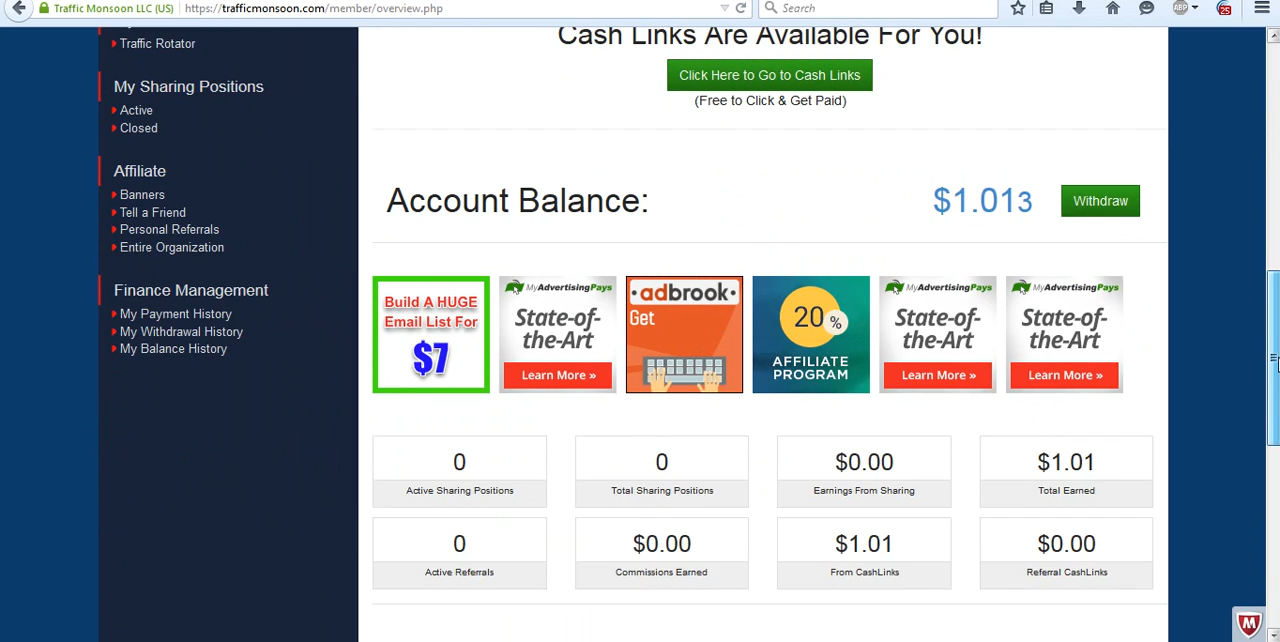 Traffic Monsoon LLC (US)
https://trafficmonsoon.com/member/overview.php
Search
ABP
25
Traffic Rotator
My Sharing Positions
Active
Closed
Affiliate
Banners
Tell a Friend
Personal Referrals
Entire Organization
Finance Management
My Payment History
My Withdrawal History
My Balance History
Cash Links Are Available For You!
Click Here to Go to Cash Links
(Free to Click & Get Paid)
Account Balance:
$1.013
Withdraw
Build A HUGE
Email List For
$7
MyAdvertisingPays
State-of-
the-Art
Learn More »
adbrook
Get
20 %
AFFILIATE
PROGRAM
MyAdvertisingPays
State-of-
the-Art
Learn More »
MyAdvertisingPays
State-of-
the-Art
Learn More »
0
Active Sharing Positions
0
Total Sharing Positions
$0.00
Earnings From Sharing
$1.01
Total Earned
0
Active Referrals
$0.00
Commissions Earned
$1.01
From CashLinks
$0.00
Referral CashLinks